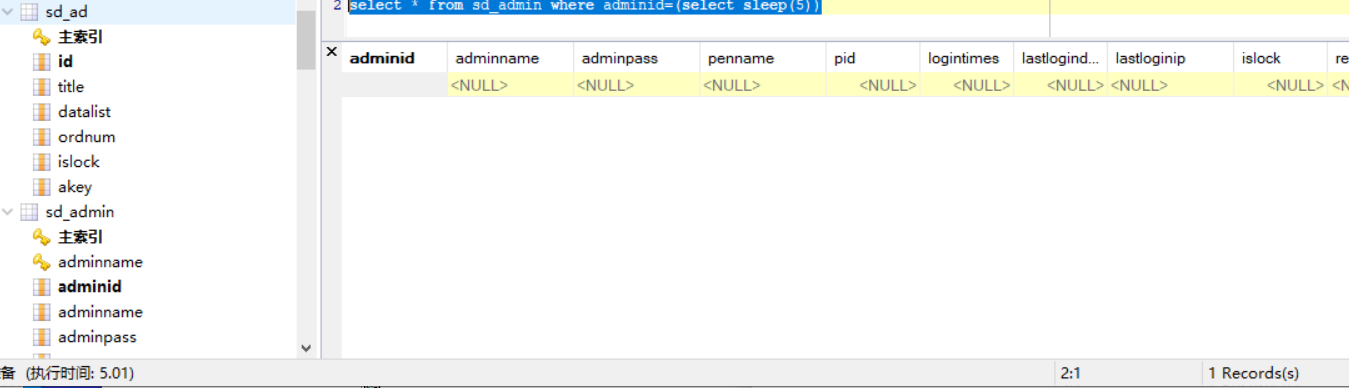 sd_ad
主索引
id
title
datalist
ordnum
islock
akey
sd_admin
主索引
adminname
adminid
adminname
adminpass
2 select * from sd_admin where adminid=(select sleep(5))
adminid adminname adminpass penname pid logintimes lastlogind... lastloginip islock re
<NULL> <NULL> <NULL> <NULL> <NULL> <NULL> <NULL> <NULL> <N
备 (执行时间: 5.01) 2:1 1 Records(s)